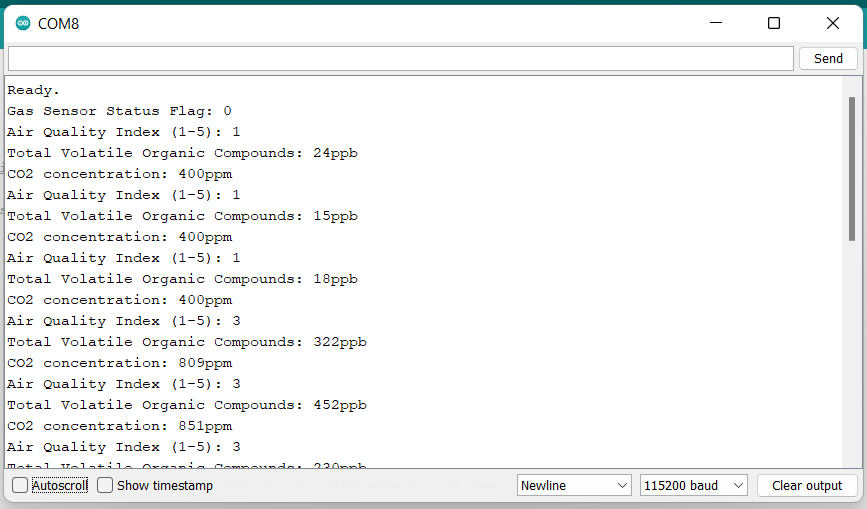 COM8
Send
Ready.
Gas Sensor Status Flag: 0
Air Quality Index (1-5): 1
Total Volatile Organic Compounds: 24ppb
CO2 concentration: 400ppm
Air Quality Index (1-5): 1
Total Volatile Organic Compounds: 15ppb
CO2 concentration: 400ppm
Air Quality Index (1-5): 1
Total Volatile Organic Compounds: 18ppb
CO2 concentration: 400ppm
Air Quality Index (1-5): 3
Total Volatile Organic Compounds: 322ppb
CO2 concentration: 809ppm
Air Quality Index (1-5): 3
Total Volatile Organic Compounds: 452ppb
CO2 concentration: 851ppm
Air Quality Index (1-5): 3
Total Volatile Organic Compounds:
Autoscroll Show timestamp Newline 115200 baud Clear output